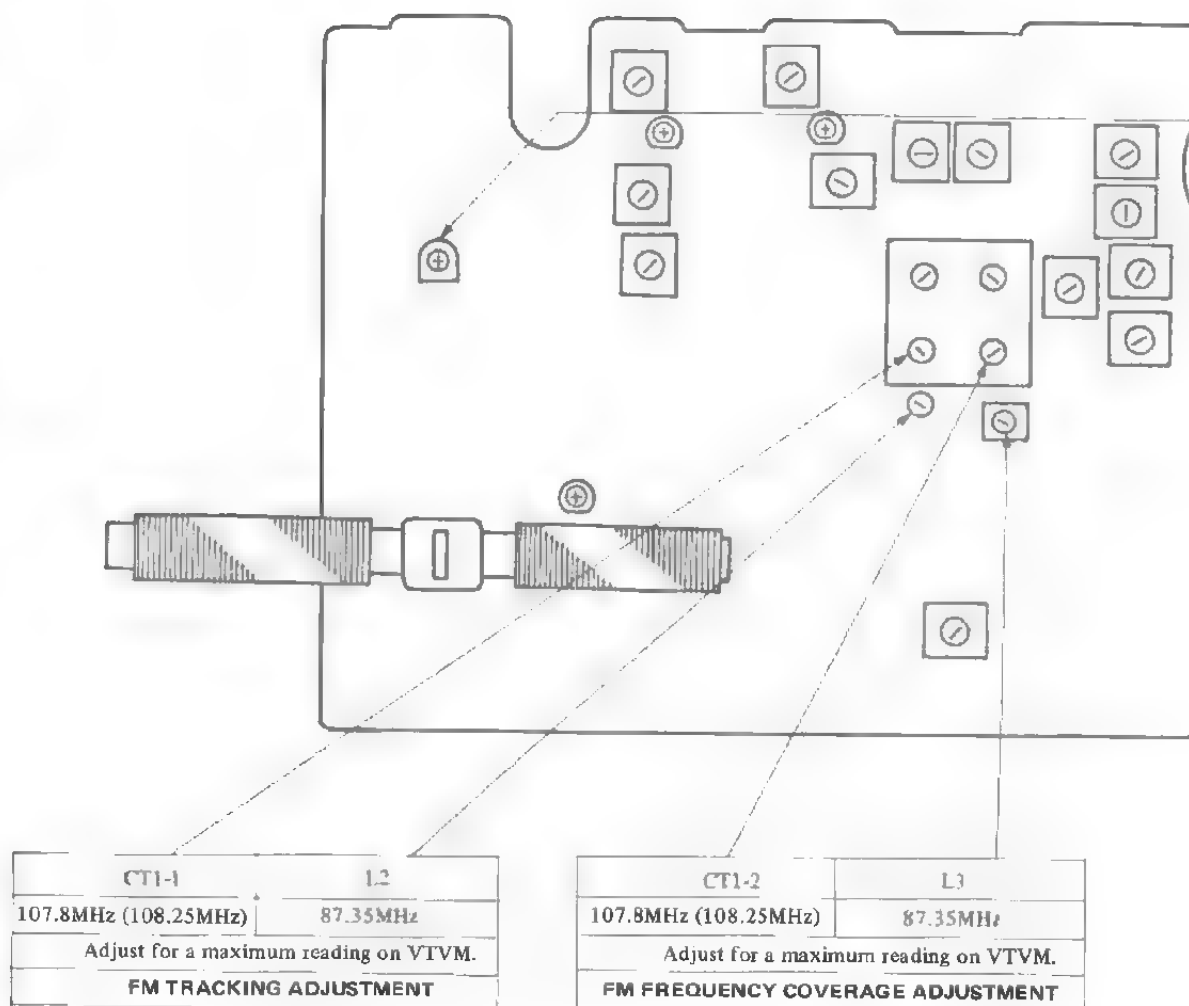 CT1-1 L2
107.8MHz (108.25MHz) 87.35MHz
Adjust for a maximum reading on VTVM.
FM TRACKING ADJUSTMENT
CT1-2 L3
107.8MHz (108.25MHz) 87.35MHz
Adjust for a maximum reading on VTVM.
FM FREQUENCY COVERAGE ADJUSTMENT